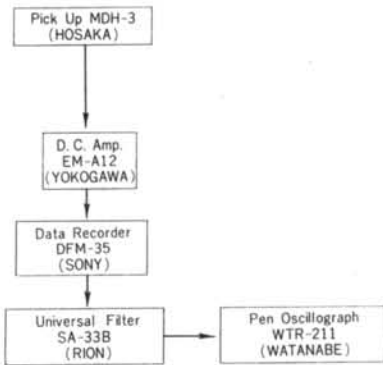 Pick Up MDH-3
(HOSAKA)
D. C. Amp.
EM-A12
(YOKOGAWA)
Data Recorder
DFM-35
(SONY)
Universal Filter
SA-33B
(RION)
Pen Oscillograph
WTR-211
(WATANABE)